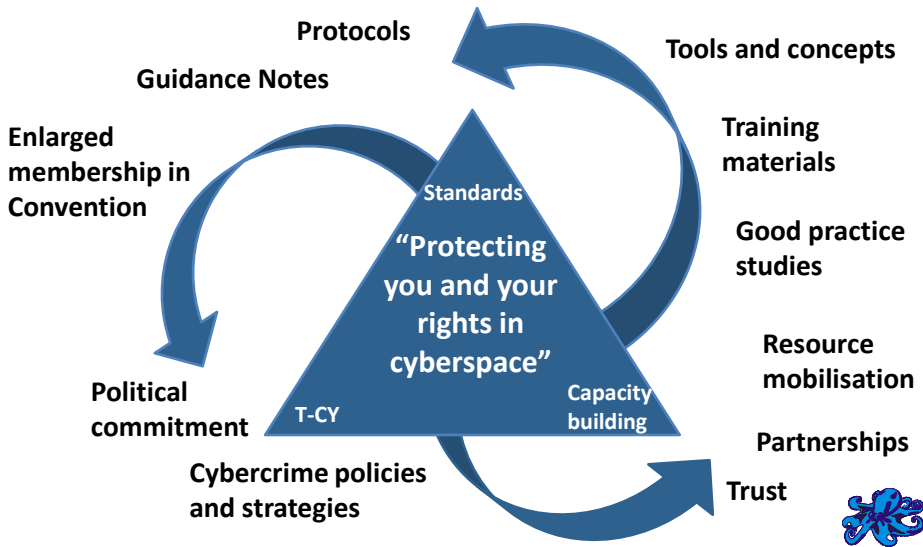 Protocols
Guidance Notes
Enlarged
membership in
Convention
Political
commitment
Cybercrime policies
and strategies
Standards
“Protecting
you and your
rights in
cyberspace”
T-CY
Capacity
building
Tools and concepts
Training
materials
Good practice
studies
Resource
mobilisation
Partnerships
Trust